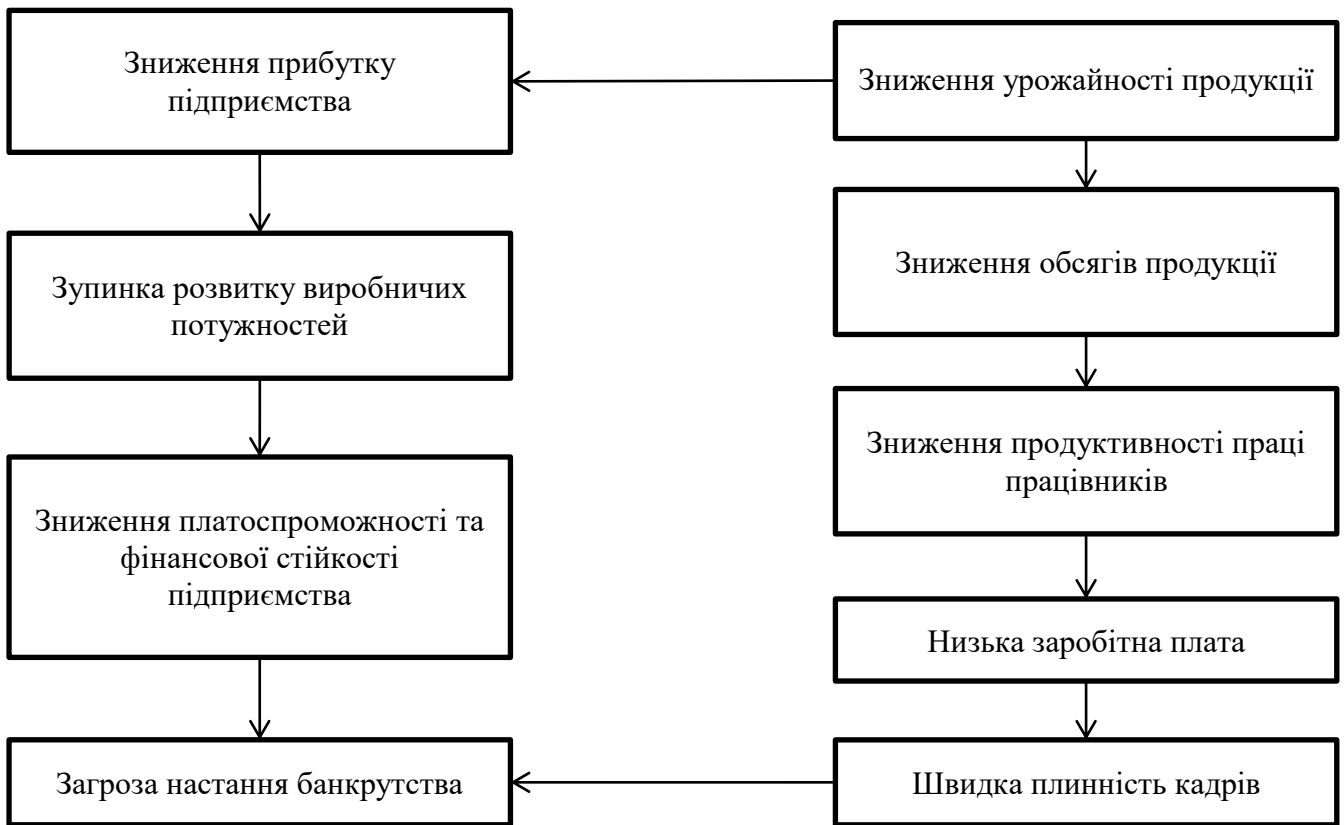 Зниження прибутку
підприємства
Зниження урожайності продукції
Зупинка розвитку виробничих
потужностей
Зниження обсягів продукції
Зниження продуктивності праці
працівників
Зниження платоспроможності та
фінансової стійкості
підприємства
Низька заробітна плата
Загроза настання банкрутства
Швидка плинність кадрів